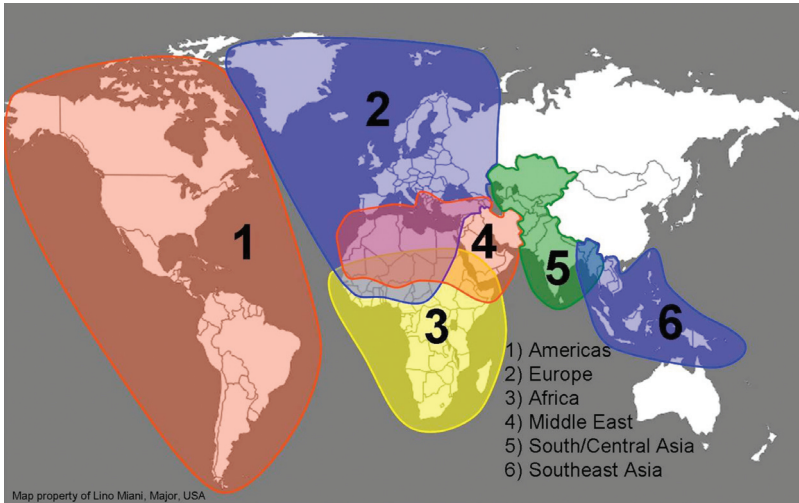 2
1
4
5
3
6
1) Americas
2) Europe
3) Africa
4) Middle East
5) South/Central Asia
6) Southeast Asia
Map property of Lino Miani, Major, USA